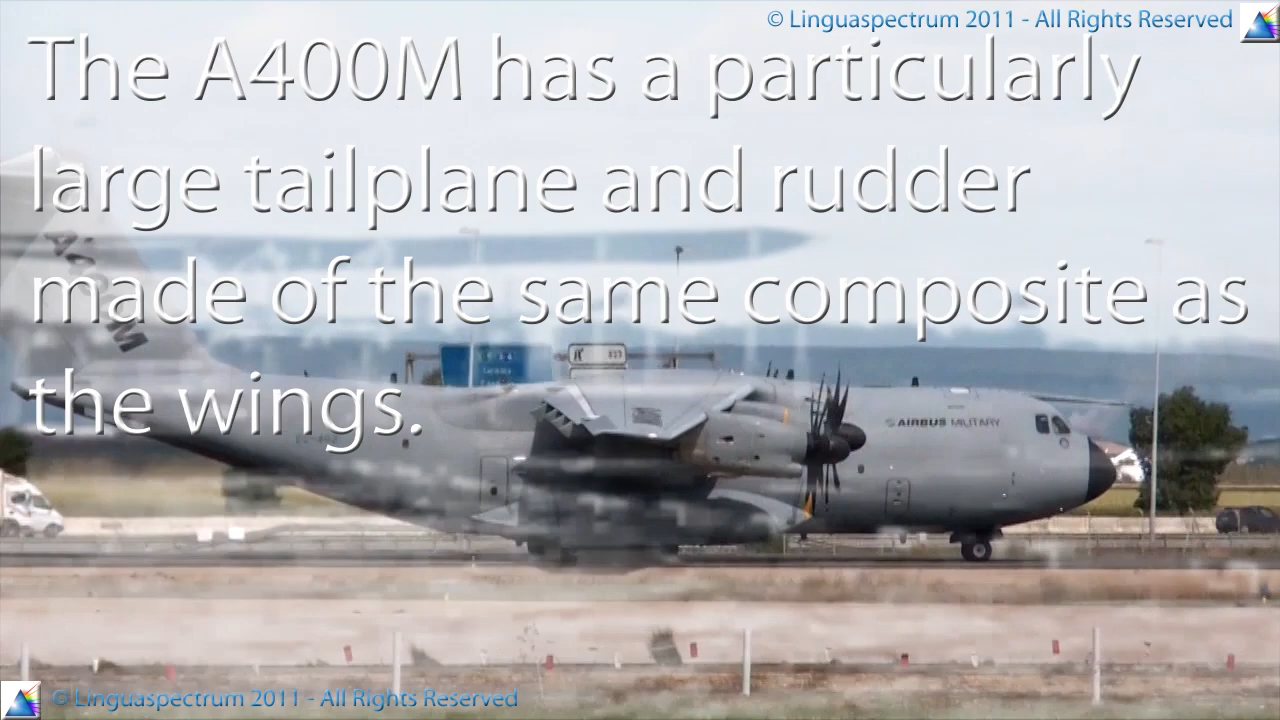 © Linguaspectrum 2011 - All Rights Reserved
The A400M has a particularly
large tailplane and rudder
made of the same composite as
the wings.
A400M
AIRBUS MILITARY
© Linguaspectrum 2011 - All Rights Reserved